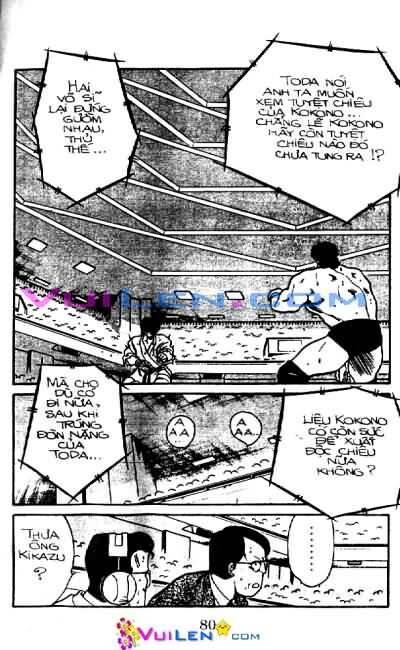 TODA NÓI
ANH TA MUỐN
XEM TUYỆT CHIÊU
CỦA KOKONO...
CHẲNG LẼ KOKONO
HÃY CÒN TUYỆT
CHIÊU NÀO ĐÓ
CHƯA TUNG RA !?
HAI
VÕ SĨ
LẠI ĐỨNG
GƯỜM
NHAU,
THỦ
THẾ...
VUILEN.COM
MÀ CHO
DÙ CÓ
ĐI NỮA,
SAU KHI
TRÚNG
ĐÒN NẶNG
CỦA
TODA...
A
A.A.
A
AA.
LIỆU KOKONO
CÓ CÒN SỨC
ĐỂ XUẤT
ĐỘC CHIÊU
NỮA
KHÔNG ?
THƯA
ÔNG
KIKAZU
?
........
80
VUILEN.COM